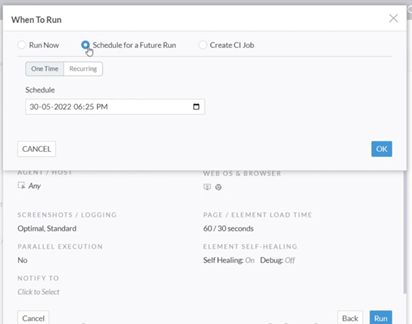 When To Run
Run Now Schedule for a Future Run Create CI Job
One Time Recurring
Schedule
30-05-2022 06:25 PM
CANCEL OK
AGENT / HOST WEB OS & BROWSER
Any
SCREENSHOTS / LOGGING PAGE / ELEMENT LOAD TIME
Optimal, Standard 60 / 30 seconds
PARALLEL EXECUTION ELEMENT SELF-HEALING
No Self Healing: On Debug: Off
NOTIFY TO
Click to Select
Cancel Back Run